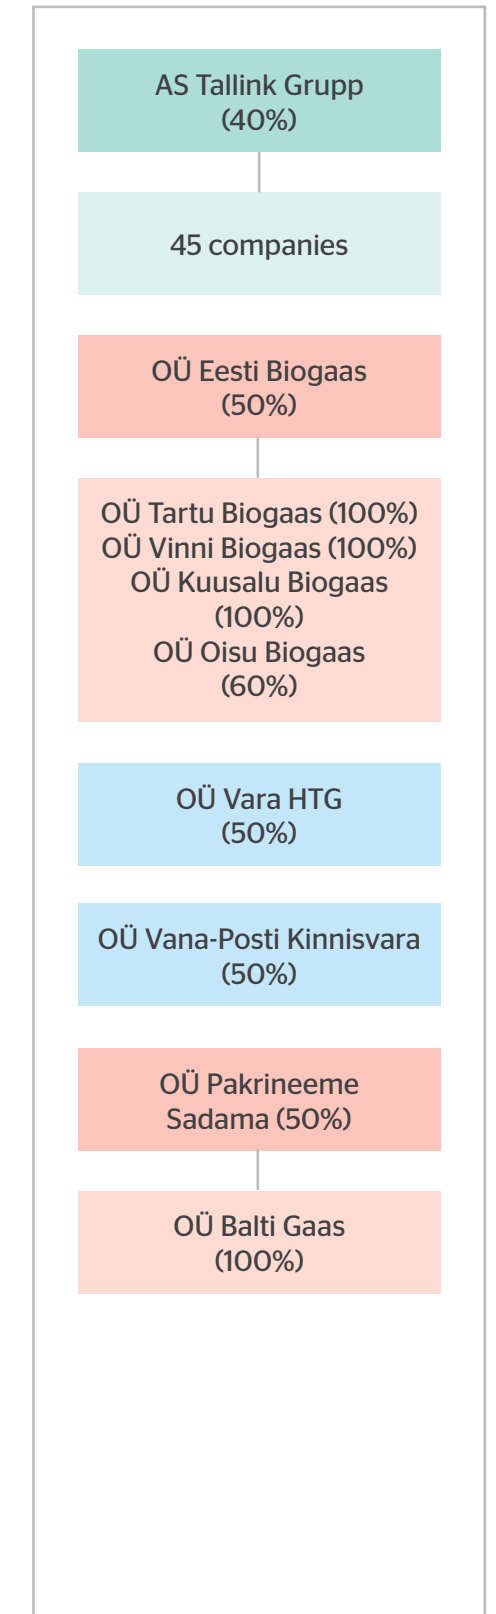 AS Tallink Grupp
(40%)
45 companies
OÜ Eesti Biogaas
(50%)
OÜ Tartu Biogaas (100%)
OÜ Vinni Biogaas (100%)
OÜ Kuusalu Biogaas
(100%)
OÜ Oisu Biogaas
(60%)
OÜ Vara HTG
(50%)
OÜ Vana-Posti Kinnisvara
(50%)
OÜ Pakrineeme
Sadama (50%)
OÜ Balti Gaas
(100%)